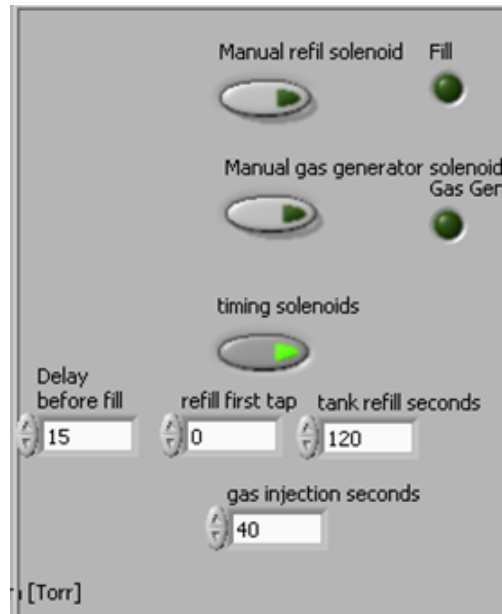 Manual refil solenoid Fill
Manual gas generator solenoid
Gas Gen
timing solenoids
Delay
before fill refill first tap tank refill seconds
15 0 120
gas injection seconds
40
[Torr]